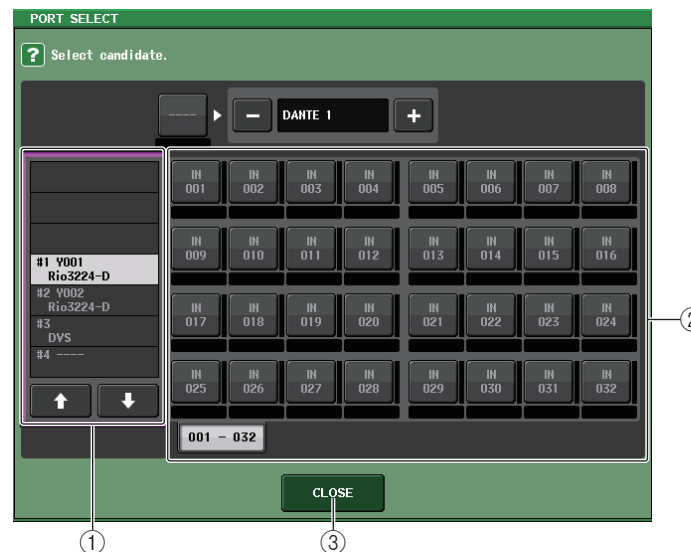 PORT SELECT
? Select candidate.
---- − DANTE 1 +
IN 001 IN 002 IN 003 IN 004 IN 005 IN 006 IN 007 IN 008
IN 009 IN 010 IN 011 IN 012 IN 013 IN 014 IN 015 IN 016
#1 Y001
Rio3224-D
#2 Y002
Rio3224-D
#3
DVS
#4 ----
IN 017 IN 018 IN 019 IN 020 IN 021 IN 022 IN 023 IN 024
IN 025 IN 026 IN 027 IN 028 IN 029 IN 030 IN 031 IN 032
001 - 032
CLOSE
①
②
③